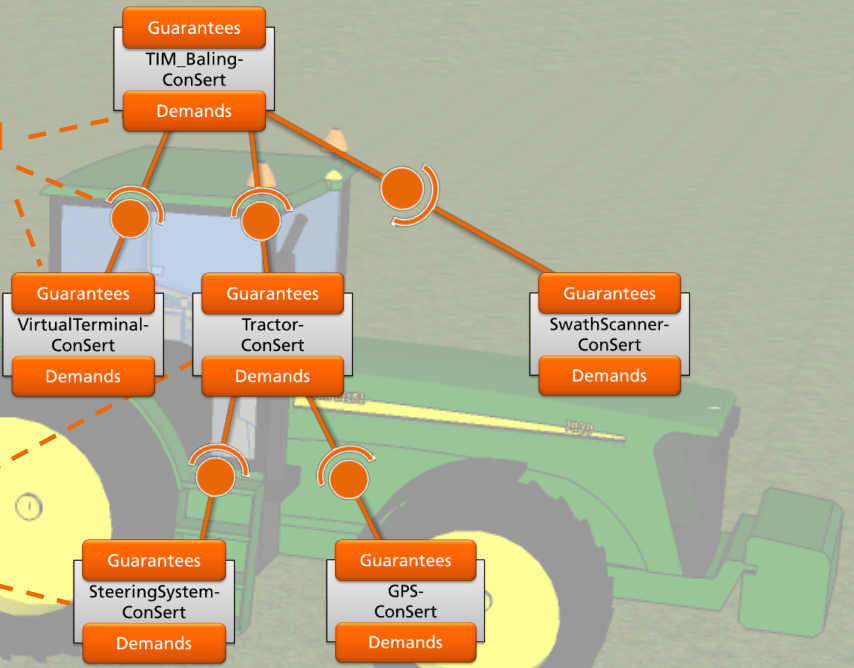 Guarantees
TIM_Baling-
ConSert
Demands
Guarantees
VirtualTerminal-
ConSert
Demands
Guarantees
Tractor-
ConSert
Demands
Guarantees
SwathScanner-
ConSert
Demands
Guarantees
SteeringSystem-
ConSert
Demands
Guarantees
GPS-
ConSert
Demands